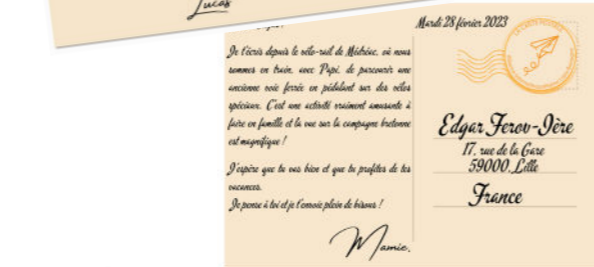 Lucas
Mardi 28 février 2023
Je t'écris depuis le vélo-rail de Médréac, où nous
sommes en train, avec Papi, de parcourir une
ancienne voie ferrée en pédalant sur des vélos
spéciaux. C'est une activité vraiment amusante à
faire en famille et la vue sur la campagne bretonne
est magnifique !
J'espère que tu vas bien et que tu profites de tes
vacances.
Je pense à toi et je t'envoie plein de bisous !
Mamie.
Edgar Ferov-Ière
17, rue de la Gare
59000, Lille
France